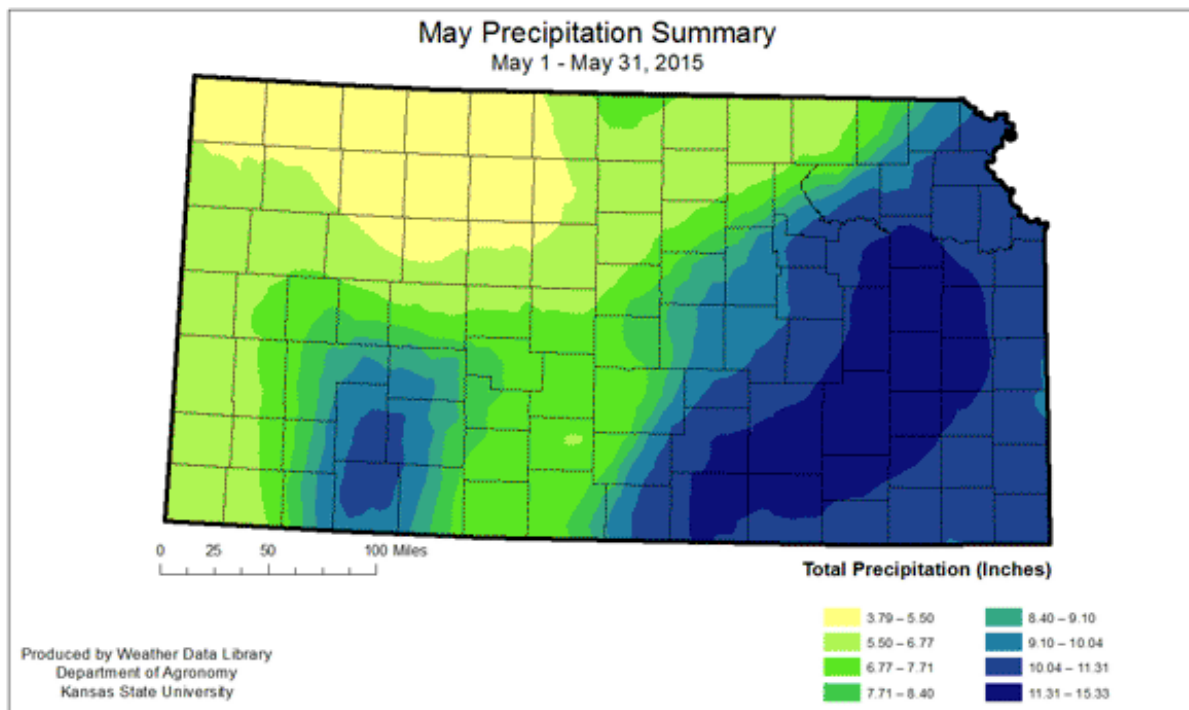 May Precipitation Summary
May 1 - May 31, 2015
0 25 50 100 Miles
Total Precipitation (Inches)
3.79 – 5.50
5.50 – 6.77
6.77 – 7.71
7.71 – 8.40
8.40 – 9.10
9.10 – 10.04
10.04 – 11.31
11.31 – 15.33
Produced by Weather Data Library
Department of Agronomy
Kansas State University